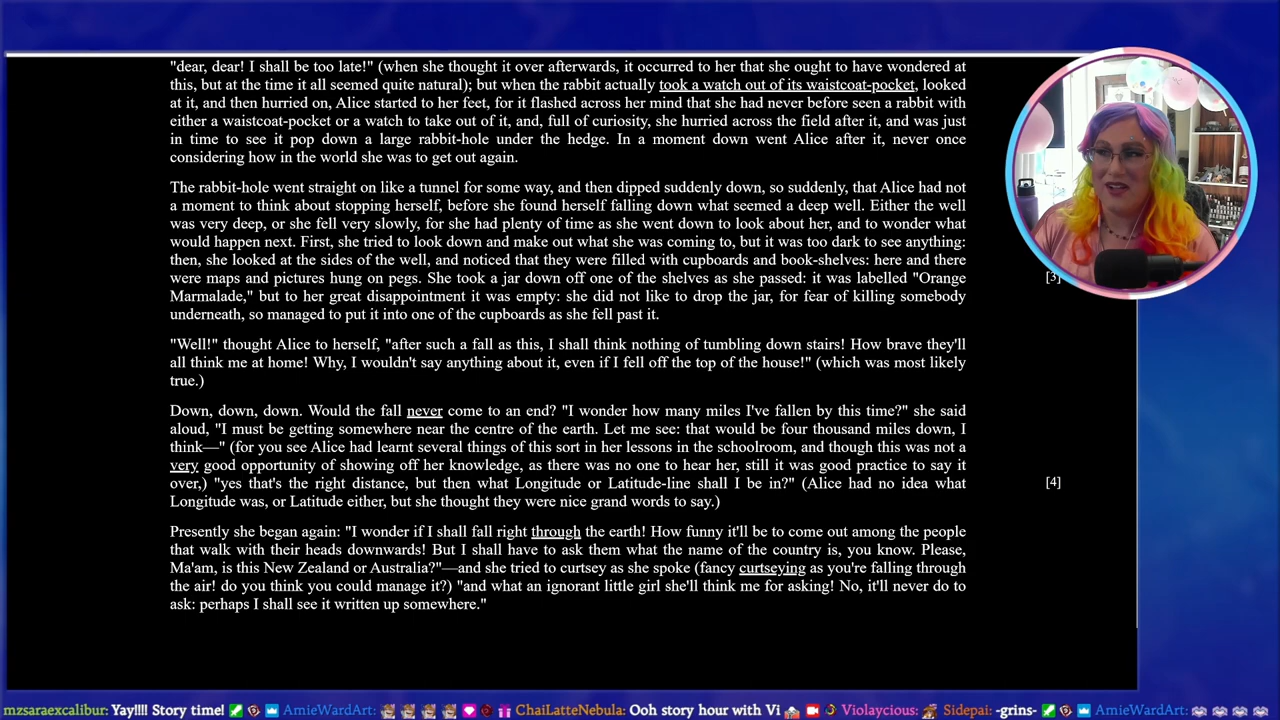 "dear, dear! I shall be too late!" (when she thought it over afterwards, it occurred to her that she ought to have wondered at
this, but at the time it all seemed quite natural); but when the rabbit actually took a watch out of its waistcoat-pocket, looked
at it, and then hurried on, Alice started to her feet, for it flashed across her mind that she had never before seen a rabbit with
either a waistcoat-pocket or a watch to take out of it, and, full of curiosity, she hurried across the field after it, and was just
in time to see it pop down a large rabbit-hole under the hedge. In a moment down went Alice after it, never once
considering how in the world she was to get out again.
The rabbit-hole went straight on like a tunnel for some way, and then dipped suddenly down, so suddenly, that Alice had not
a moment to think about stopping herself, before she found herself falling down what seemed a deep well. Either the well
was very deep, or she fell very slowly, for she had plenty of time as she went down to look about her, and to wonder what
would happen next. First, she tried to look down and make out what she was coming to, but it was too dark to see anything:
then, she looked at the sides of the well, and noticed that they were filled with cupboards and book-shelves: here and there
were maps and pictures hung on pegs. She took a jar down off one of the shelves as she passed: it was labelled "Orange
[3]
Marmalade," but to her great disappointment it was empty: she did not like to drop the jar, for fear of killing somebody
underneath, so managed to put it into one of the cupboards as she fell past it.
"Well!" thought Alice to herself, "after such a fall as this, I shall think nothing of tumbling down stairs! How brave they'll
all think me at home! Why, I wouldn't say anything about it, even if I fell off the top of the house!" (which was most likely
true.)
Down, down, down. Would the fall never come to an end? "I wonder how many miles I've fallen by this time?" she said
aloud, "I must be getting somewhere near the centre of the earth. Let me see: that would be four thousand miles down, I
think—" (for you see Alice had learnt several things of this sort in her lessons in the schoolroom, and though this was not a
very good opportunity of showing off her knowledge, as there was no one to hear her, still it was good practice to say it
over,) "yes that's the right distance, but then what Longitude or Latitude-line shall I be in?" (Alice had no idea what
[4]
Longitude was, or Latitude either, but she thought they were nice grand words to say.)
Presently she began again: "I wonder if I shall fall right through the earth! How funny it'll be to come out among the people
that walk with their heads downwards! But I shall have to ask them what the name of the country is, you know. Please,
Ma'am, is this New Zealand or Australia?"—and she tried to curtsey as she spoke (fancy curtseying as you're falling through
the air! do you think you could manage it?) "and what an ignorant little girl she'll think me for asking! No, it'll never do to
ask: perhaps I shall see it written up somewhere."
mzsaraexcalibur: Yay!!!! Story time! AmieWardArt: ChaiLatteNebula: Ooh story hour with Vi Violaycious: Sidepai: -grins- AmieWardArt: